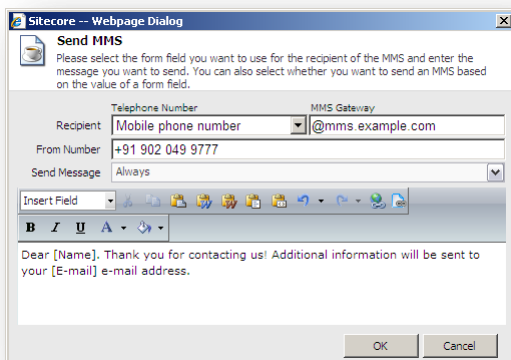 Sitecore -- Webpage Dialog
Send MMS
Please select the form field you want to use for the recipient of the MMS and enter the
message you want to send. You can also select whether you want to send an MMS based
on the value of a form field.
Telephone Number MMS Gateway
Recipient Mobile phone number @mms.example.com
From Number +91 902 049 9777
Send Message Always
Insert Field
B I U A
Dear [Name]. Thank you for contacting us! Additional information will be sent to
your [E-mail] e-mail address.
OK Cancel